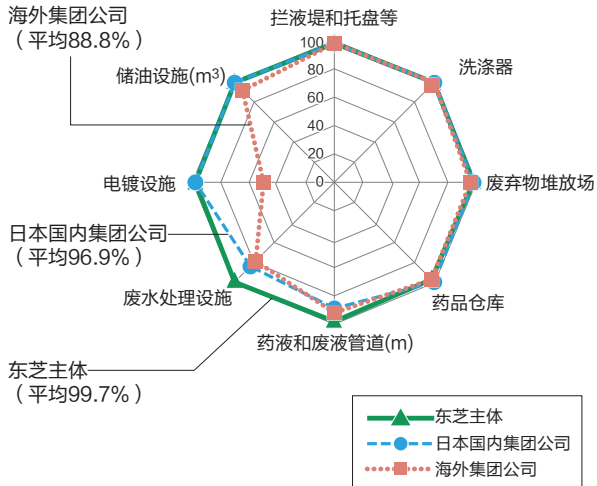 海外集团公司
（平均88.8%）
拦液堤和托盘等
储油设施(m³)
洗涤器
100
80
60
40
20
0
电镀设施
废弃物堆放场
日本国内集团公司
（平均96.9%）
废水处理设施
药品仓库
药液和废液管道(m)
东芝主体
（平均99.7%）
东芝主体
日本国内集团公司
海外集团公司